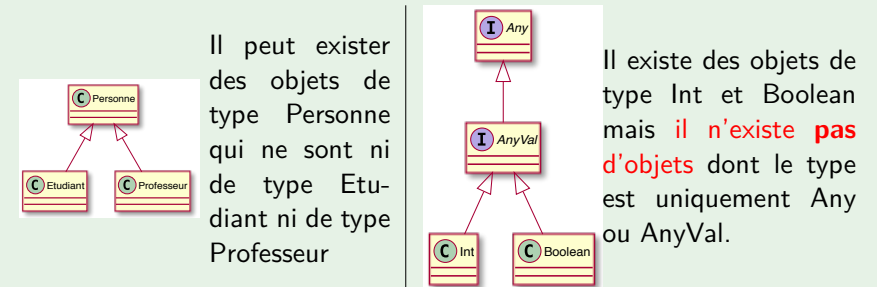 C Personne
C Etudiant
C Professeur
Il peut exister
des objets de
type Personne
qui ne sont ni
de type Etu-
diant ni de type
Professeur
I Any
I AnyVal
C Int
C Boolean
Il existe des objets de
type Int et Boolean
mais il n'existe pas
d'objets dont le type
est uniquement Any
ou AnyVal.